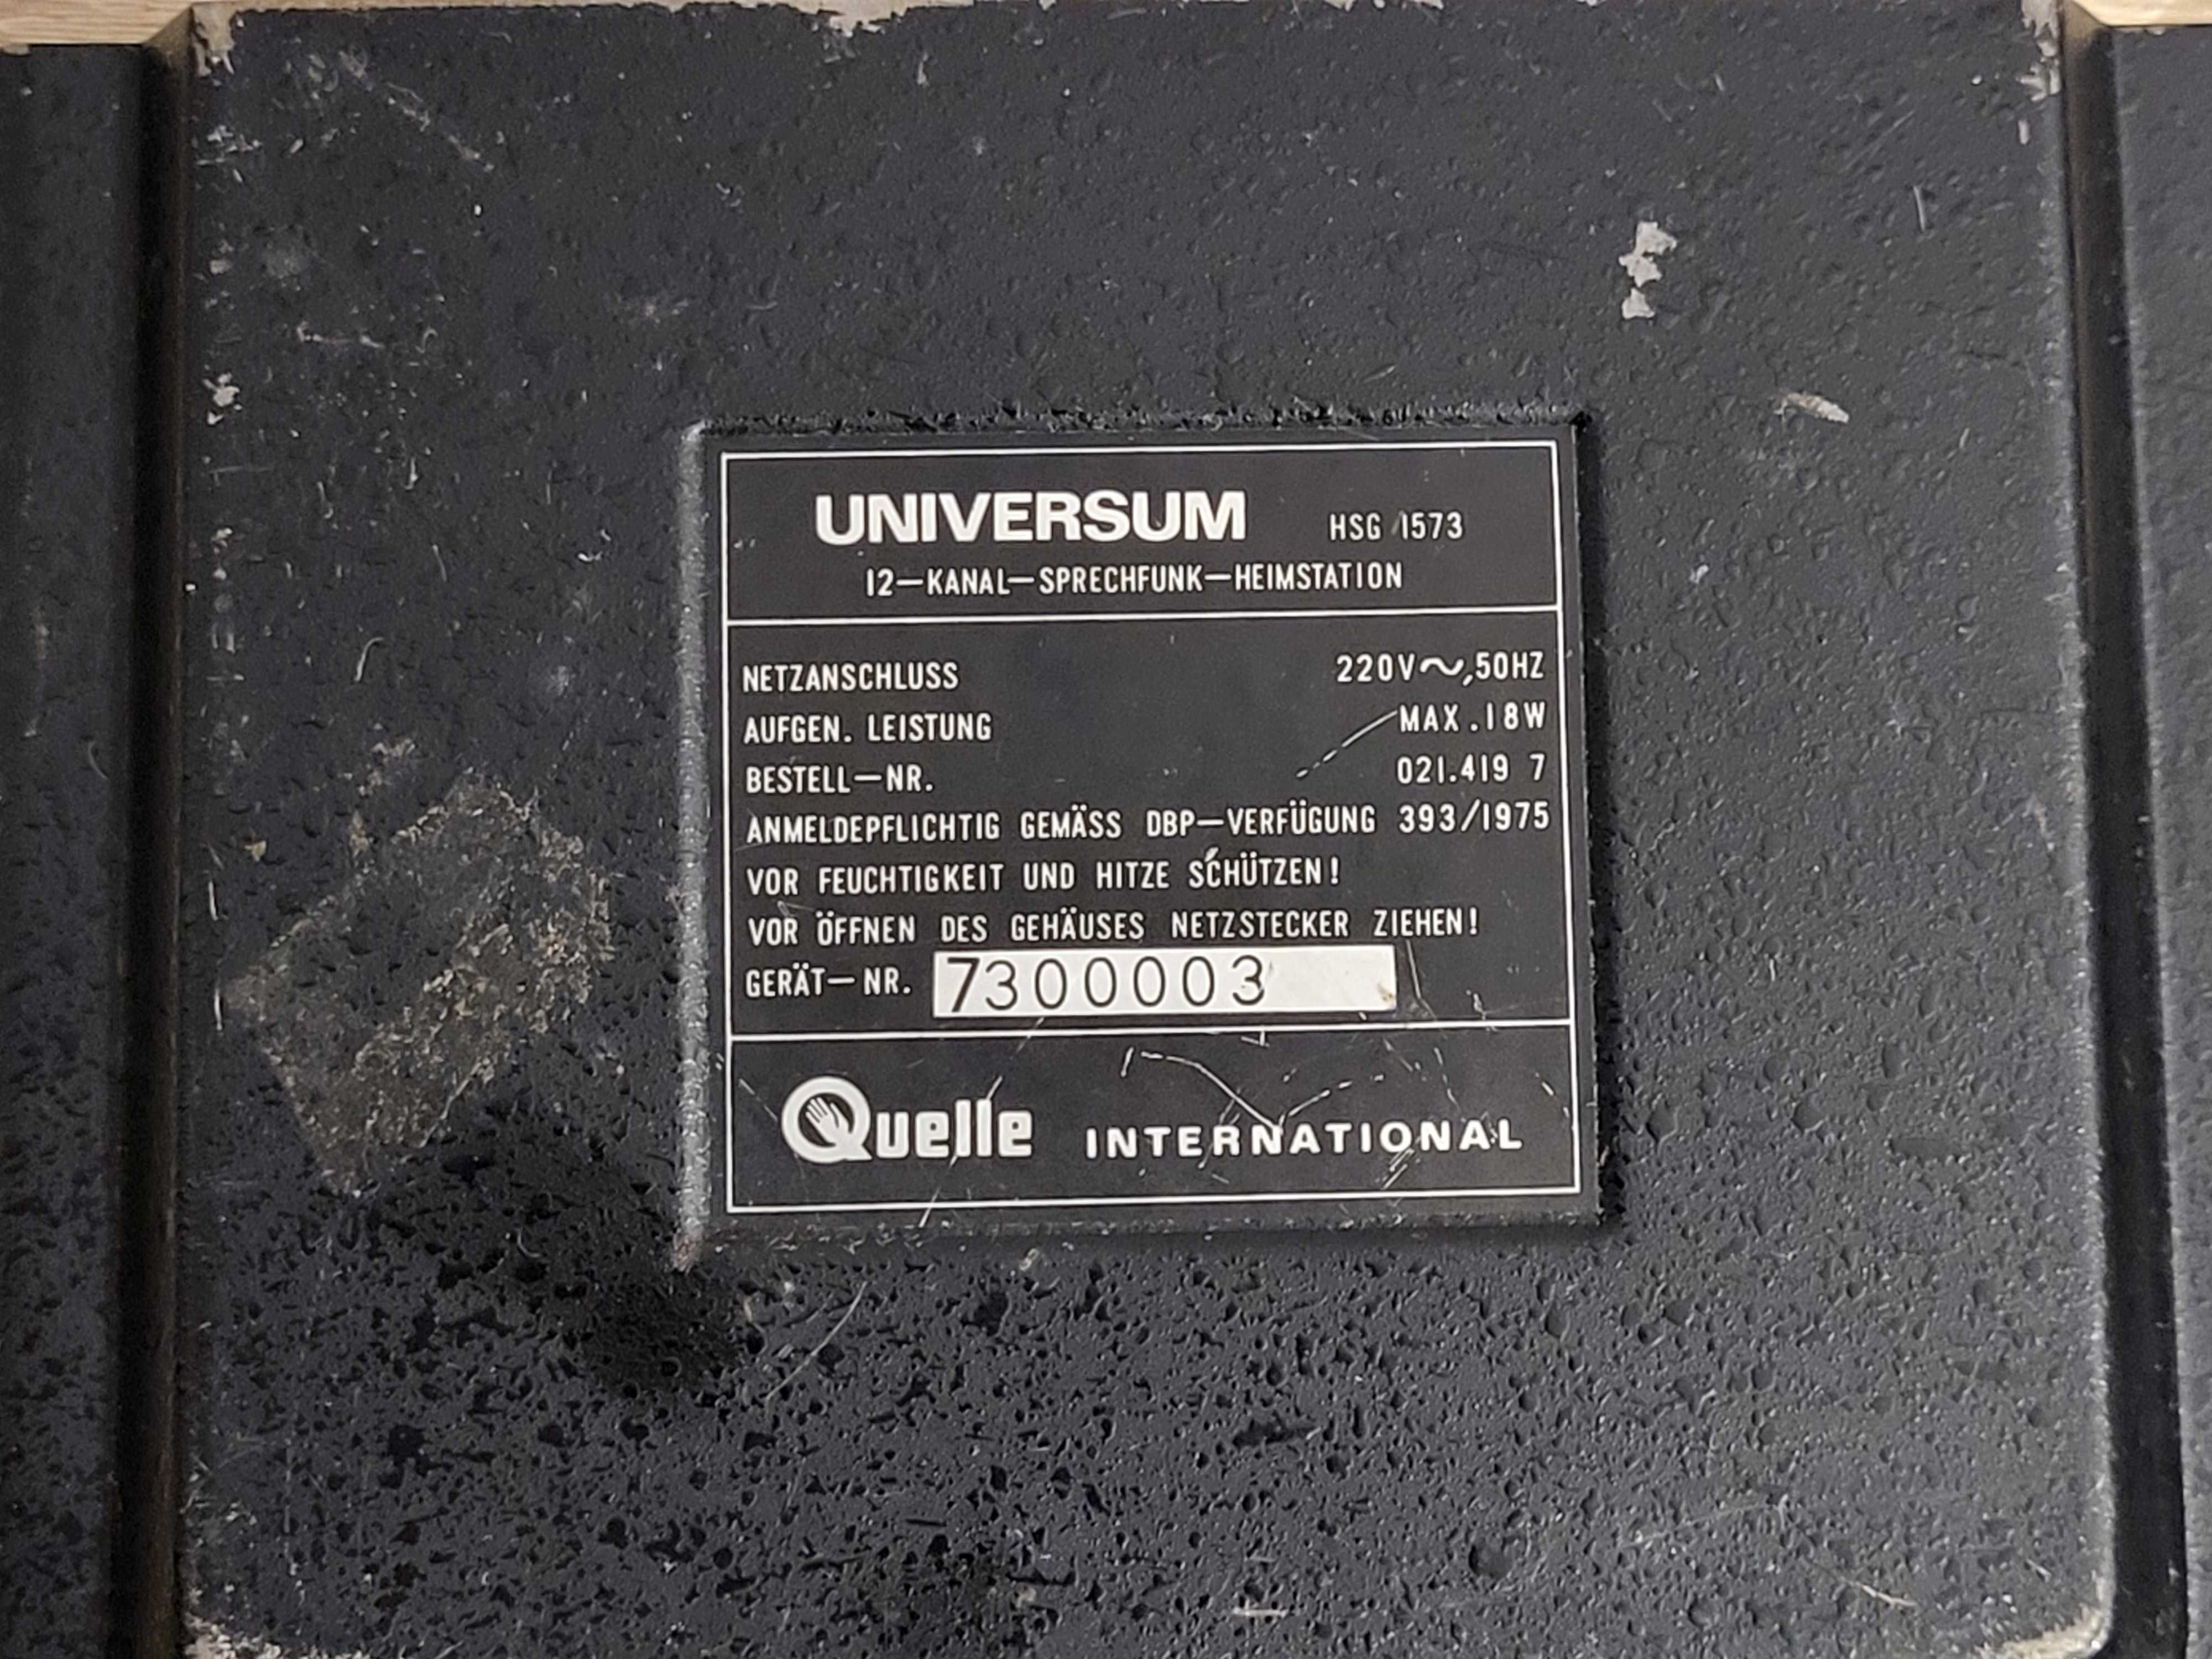 UNIVERSUM HSG 1573
12-KANAL-SPRECHFUNK-HEIMSTATION
NETZANSCHLUSS 220V~,50HZ
AUFGEN. LEISTUNG MAX.18W
BESTELL-NR. 021.419 7
ANMELDEPFLICHTIG GEMÄSS DBP-VERFÜGUNG 393/1975
VOR FEUCHTIGKEIT UND HITZE SCHÜTZEN!
VOR ÖFFNEN DES GEHÄUSES NETZSTECKER ZIEHEN!
GERÄT-NR. 7300003
Quelle INTERNATIONAL